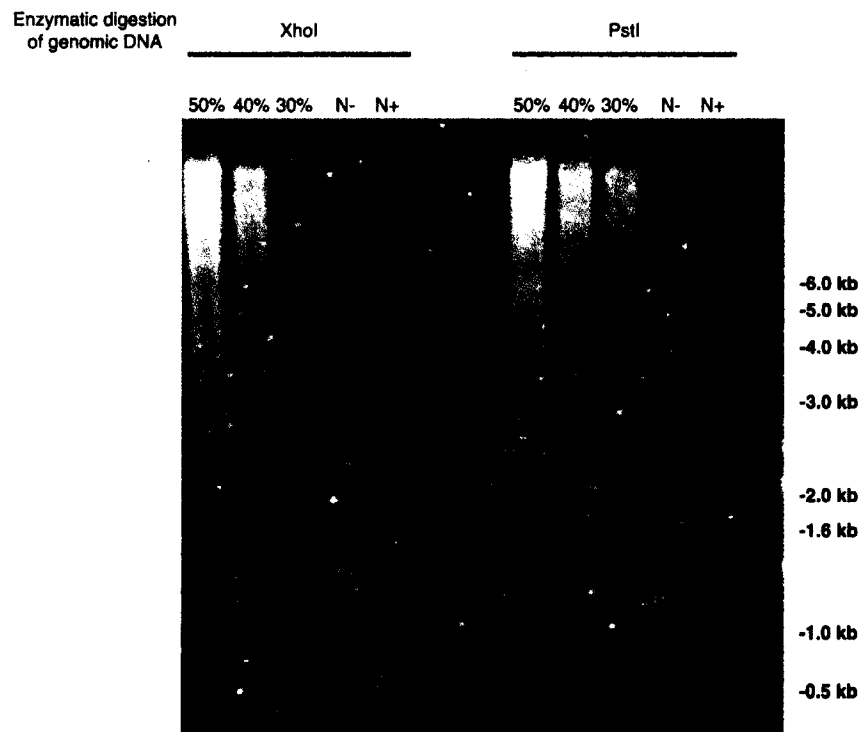 Enzymatic digestion
of genomic DNA
XhoI
PstI
50% 40% 30% N- N+
50% 40% 30% N- N+
-6.0 kb
-5.0 kb
-4.0 kb
-3.0 kb
-2.0 kb
-1.6 kb
-1.0 kb
-0.5 kb